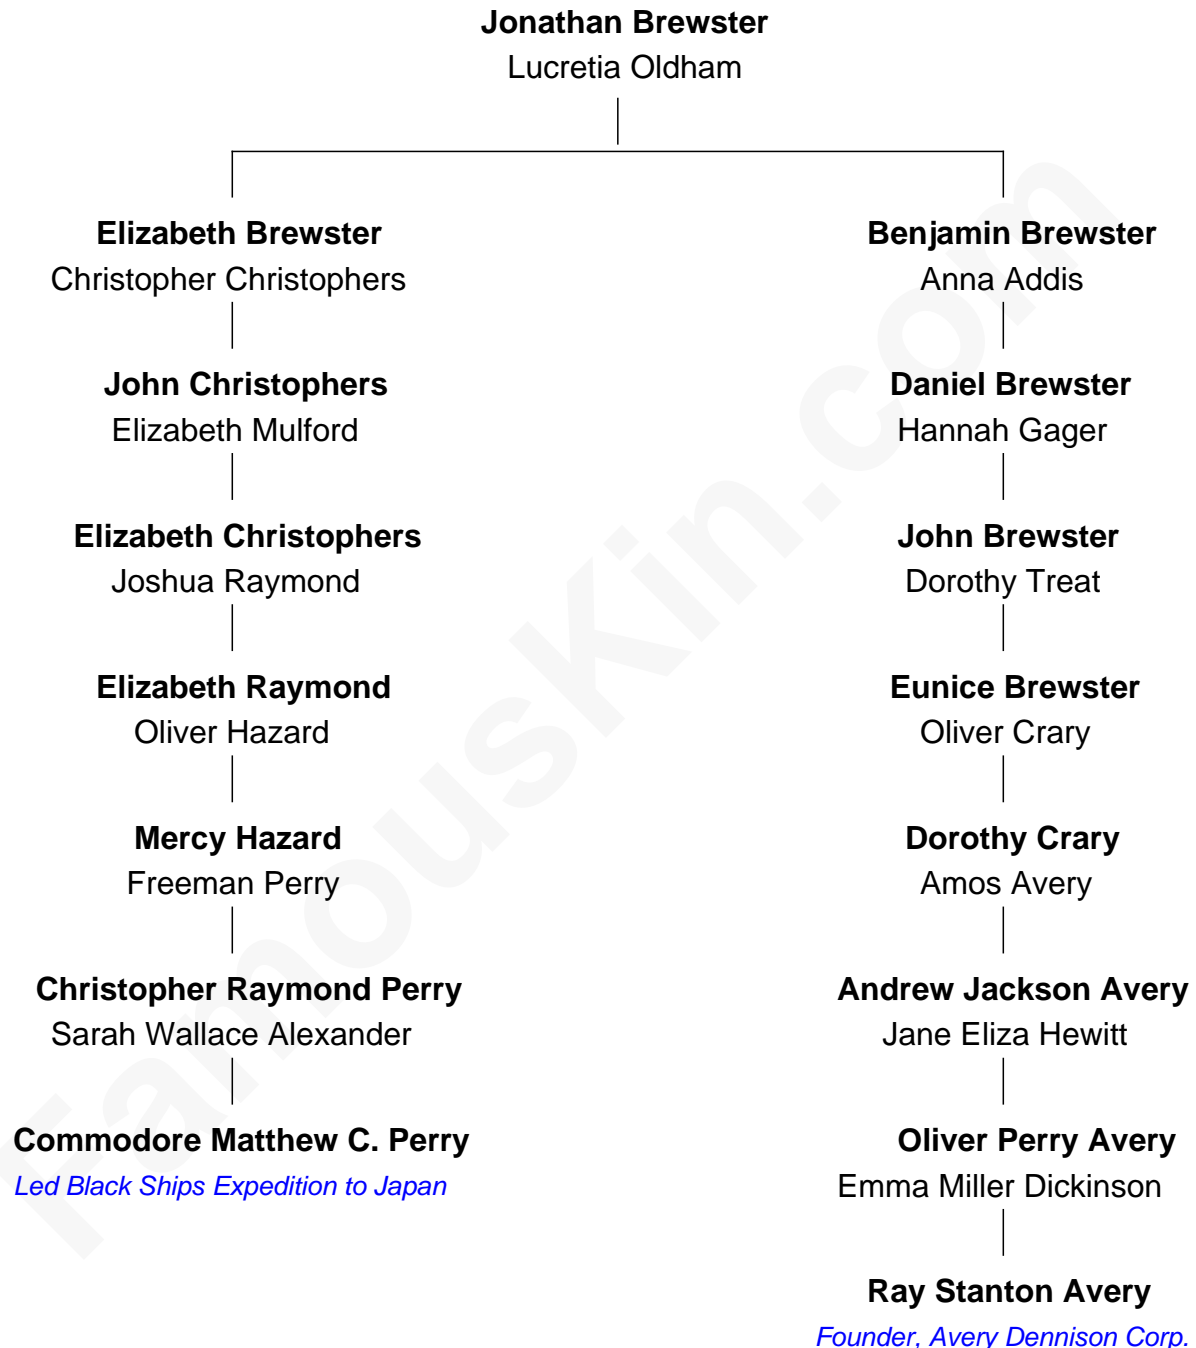 Jonathan Brewster
Lucretia Oldham
Elizabeth Brewster
Christopher Christophers
Benjamin Brewster
Anna Addis
John Christophers
Elizabeth Mulford
Daniel Brewster
Hannah Gager
Elizabeth Christophers
Joshua Raymond
John Brewster
Dorothy Treat
Elizabeth Raymond
Oliver Hazard
Eunice Brewster
Oliver Crary
Mercy Hazard
Freeman Perry
Dorothy Crary
Amos Avery
Christopher Raymond Perry
Sarah Wallace Alexander
Andrew Jackson Avery
Jane Eliza Hewitt
Commodore Matthew C. Perry
Led Black Ships Expedition to Japan
Oliver Perry Avery
Emma Miller Dickinson
Ray Stanton Avery
Founder, Avery Dennison Corp.
FamousKin.com